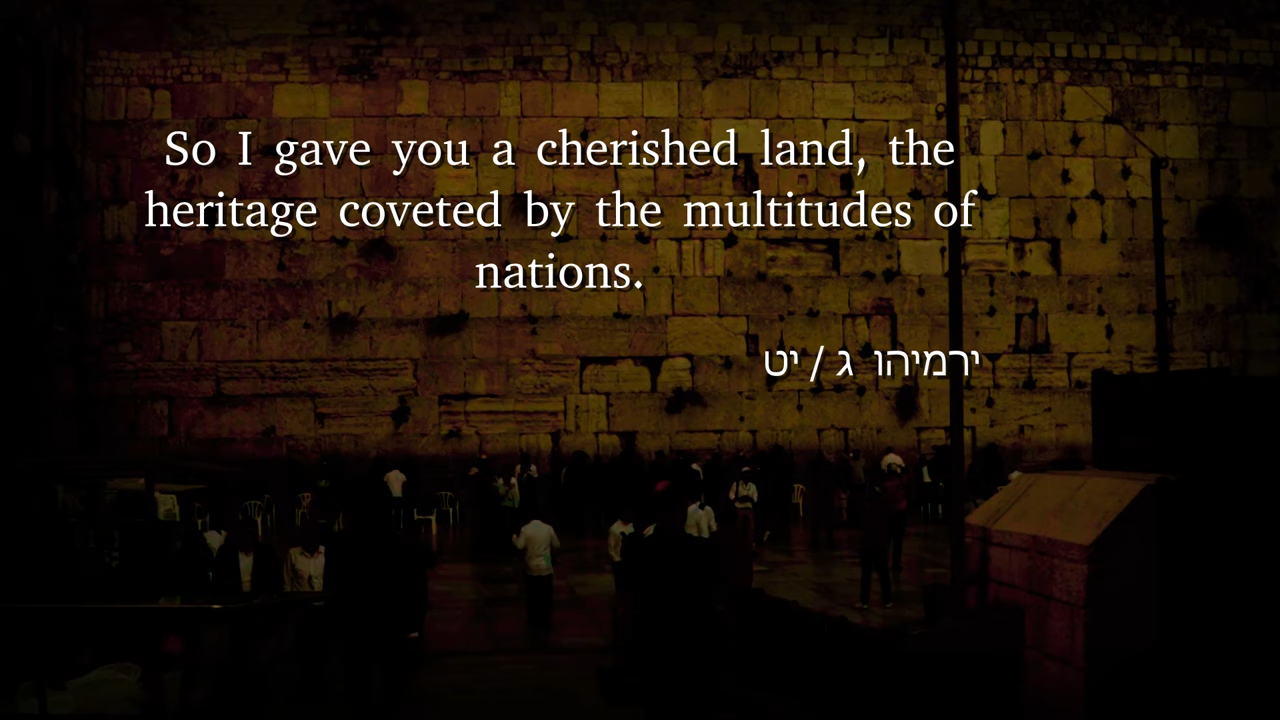 So I gave you a cherished land, the
heritage coveted by the multitudes of
nations.
ירמיהו ג / יט